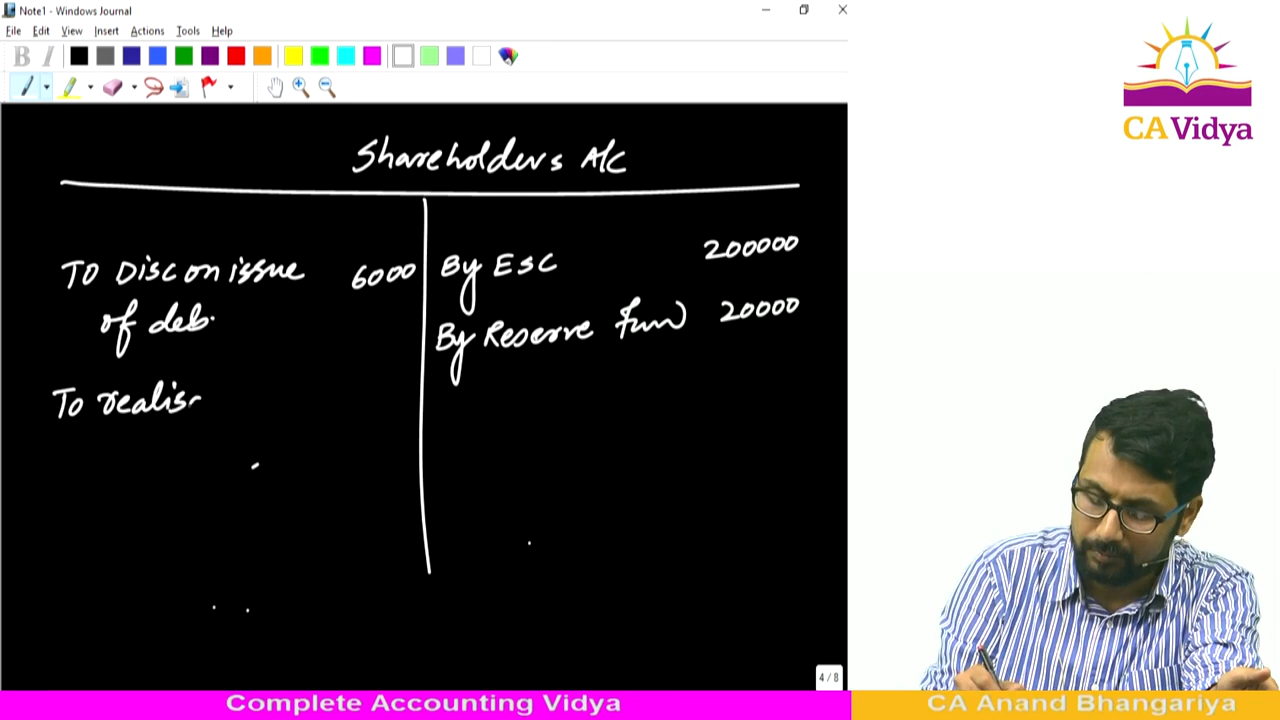 Note1 - Windows Journal
File Edit View Insert Actions Tools Help
B I
CA Vidya
Shareholders A/c
To Disc on issue 6000
of deb.
To realis
By ESC 200000
By Reserve fund 20000
4 / 8
Complete Accounting Vidya
CA Anand Bhangariya